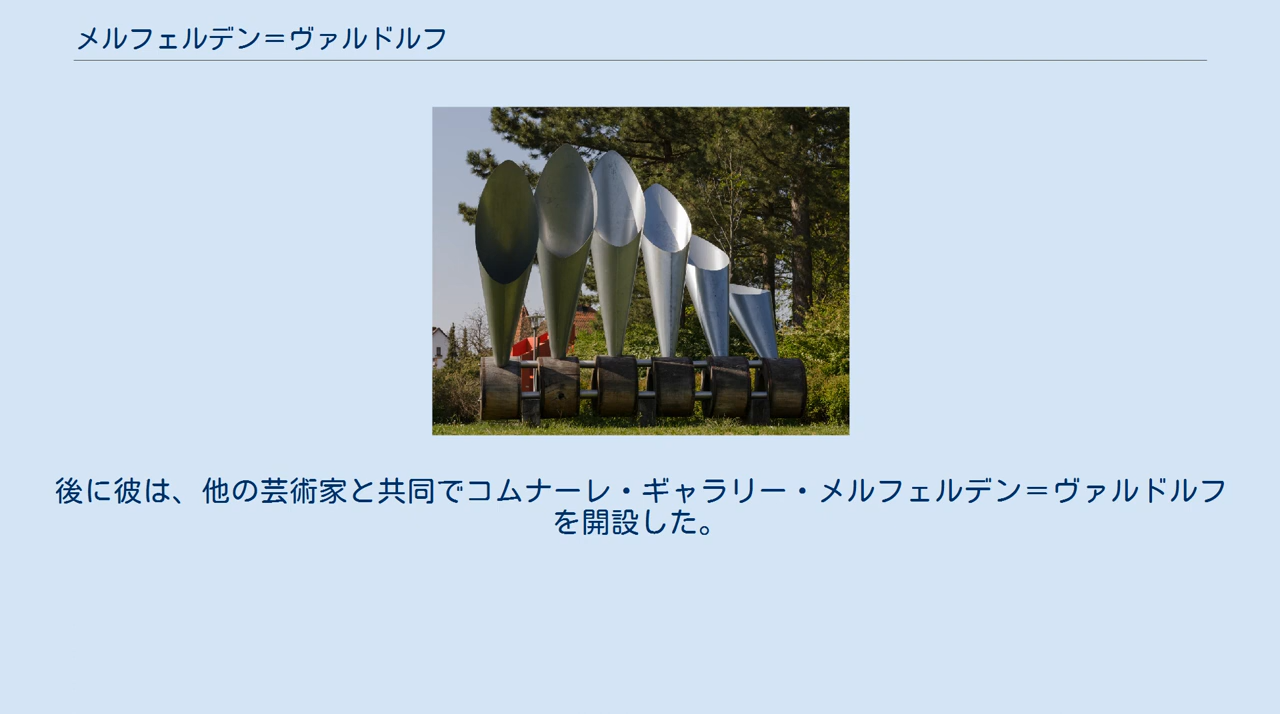 メルフェルデン＝ヴァルドルフ
後に彼は、他の芸術家と共同でコムナーレ・ギャラリー・メルフェルデン＝ヴァルドルフ
を開設した。